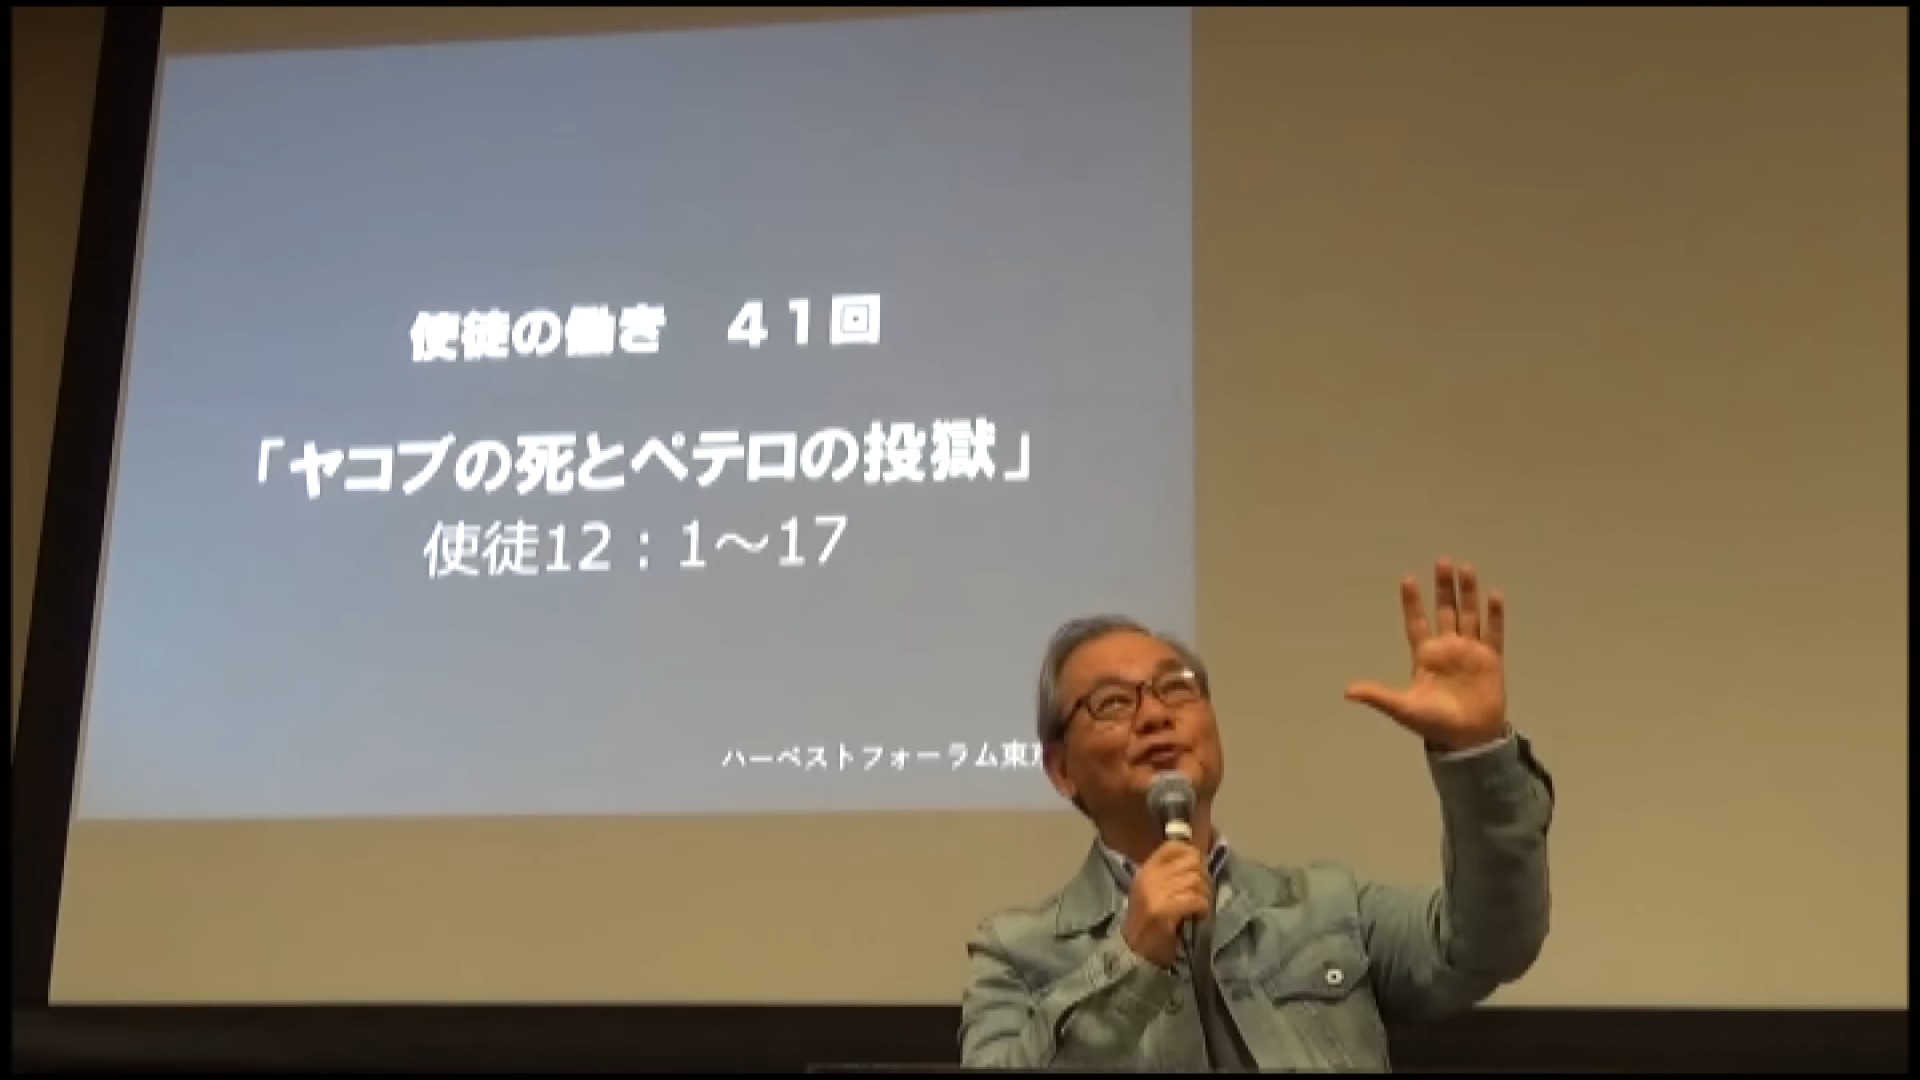 使徒の働き　４１回
「ヤコブの死とペテロの投獄」
使徒12：1～17
ハーベストフォーラム東京